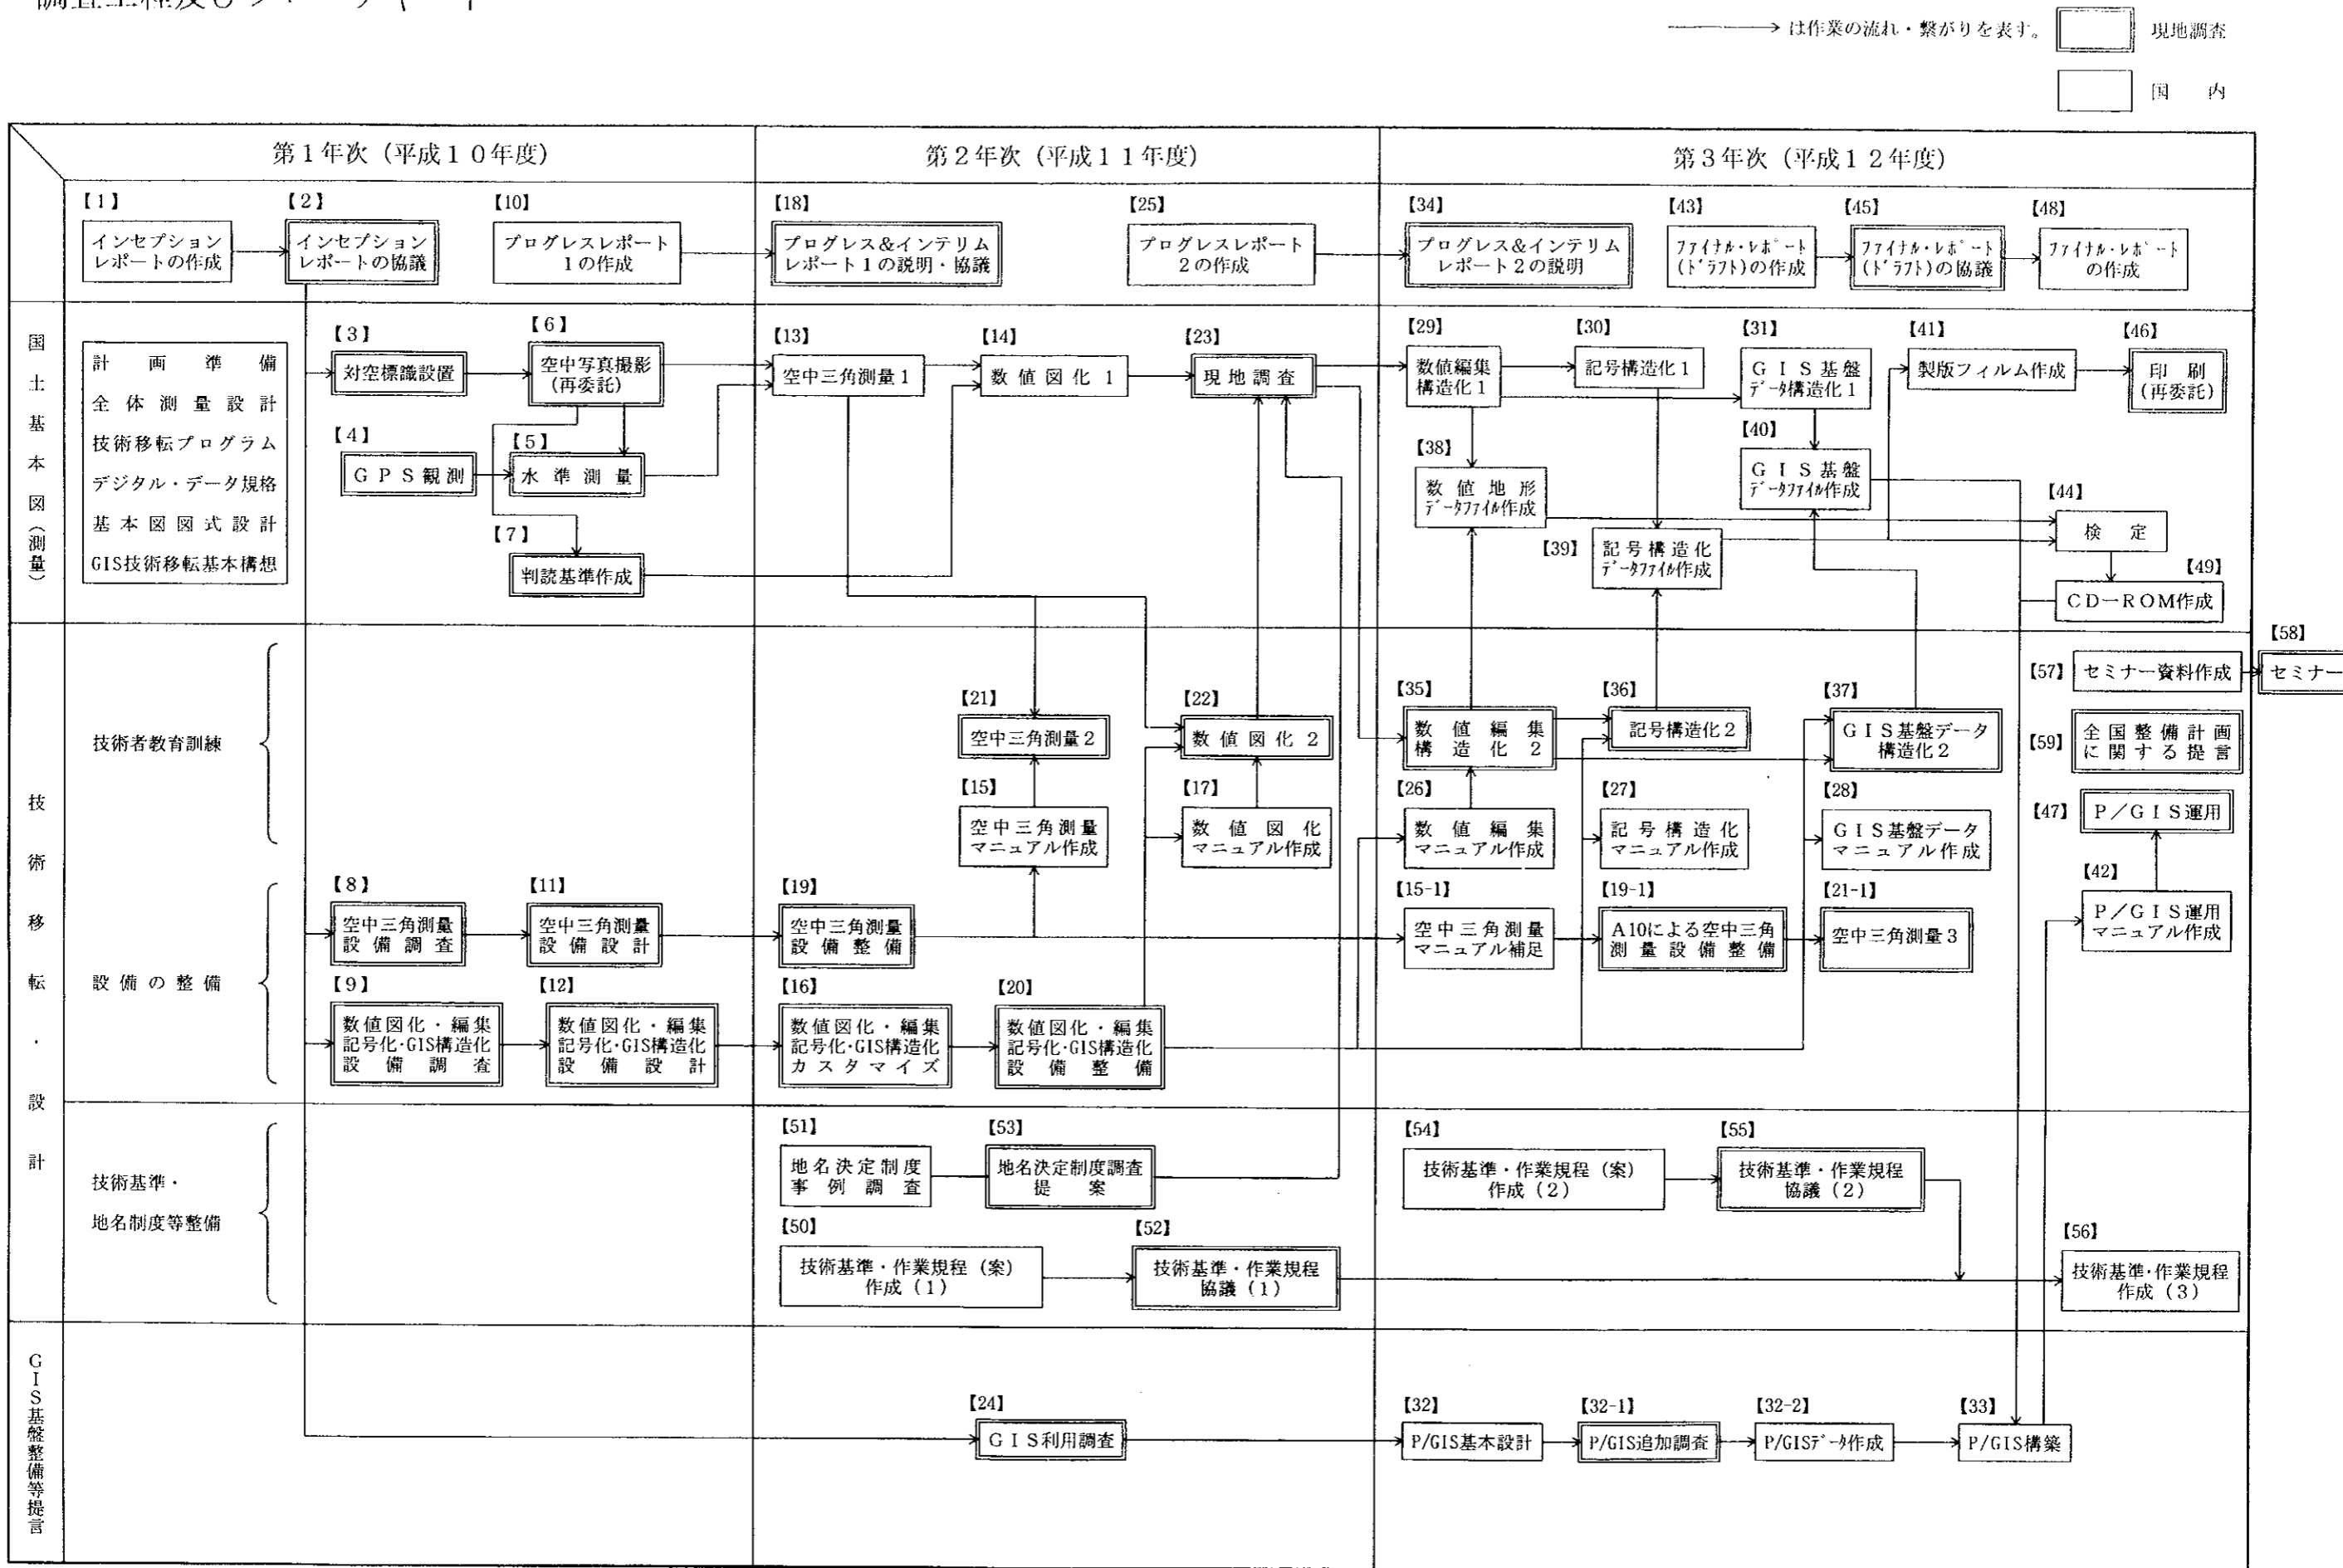 調査工程及び
は作業の流れ・繋がりを表す。
現地調査
国 内
第1年次（平成10年度）
第2年次（平成11年度）
第3年次（平成12年度）
【1】
インセプション
レポートの作成
【2】
インセプション
レポートの協議
【10】
プログレスレポート
1の作成
【18】
プログレス&インテリム
レポート1の説明・協議
【25】
プログレスレポート
2の作成
【34】
プログレス&インテリム
レポート2の説明
【43】
ファイナル・レポート
(ドラフト)の作成
【45】
ファイナル・レポート
(ドラフト)の協議
【48】
ファイナル・レポート
の作成
国土基本図（測量）
計画準備
全体測量設計
技術移転プログラム
デジタル・データ規格
基本図図式設計
GIS技術移転基本構想
【3】
対空標識設置
【6】
空中写真撮影
(再委託)
【4】
GPS観測
【5】
水準測量
【7】
判読基準作成
【13】
空中三角測量1
【14】
数値図化1
【23】
現地調査
【29】
数値編集
構造化1
【30】
記号構造化1
【31】
GIS基盤
データ構造化1
【41】
製版フィルム作成
【46】
印刷
(再委託)
【38】
数値地形
データファイル作成
【40】
GIS基盤
データファイル作成
【39】
記号構造化
データファイル作成
【44】
検定
【49】
CD－ROM作成
技術移転・設計
技術者教育訓練
【21】
空中三角測量2
【22】
数値図化2
【15】
空中三角測量
マニュアル作成
【17】
数値図化
マニュアル作成
【35】
数値編集
構造化2
【36】
記号構造化2
【37】
GIS基盤データ
構造化2
【26】
数値編集
マニュアル作成
【27】
記号構造化
マニュアル作成
【28】
GIS基盤データ
マニュアル作成
【57】
セミナー資料作成
【58】
セミナー
【59】
全国整備計画
に関する提言
【47】
P／GIS運用
【42】
P／GIS運用
マニュアル作成
設備の整備
【8】
空中三角測量
設備調査
【11】
空中三角測量
設備設計
【19】
空中三角測量
設備整備
【15-1】
空中三角測量
マニュアル補足
【19-1】
A10による空中三角
測量設備整備
【21-1】
空中三角測量3
【9】
数値図化・編集
記号化・GIS構造化
設備調査
【12】
数値図化・編集
記号化・GIS構造化
設備設計
【16】
数値図化・編集
記号化・GIS構造化
カスタマイズ
【20】
数値図化・編集
記号化・GIS構造化
設備整備
技術基準・
地名制度等整備
【51】
地名決定制度
事例調査
【53】
地名決定制度調査
提案
【54】
技術基準・作業規程（案）
作成（2）
【55】
技術基準・作業規程
協議（2）
【50】
技術基準・作業規程（案）
作成（1）
【52】
技術基準・作業規程
協議（1）
【56】
技術基準・作業規程
作成（3）
GIS基盤整備等提言
【24】
GIS利用調査
【32】
P/GIS基本設計
【32-1】
P/GIS追加調査
【32-2】
P/GISデータ作成
【33】
P/GIS構築